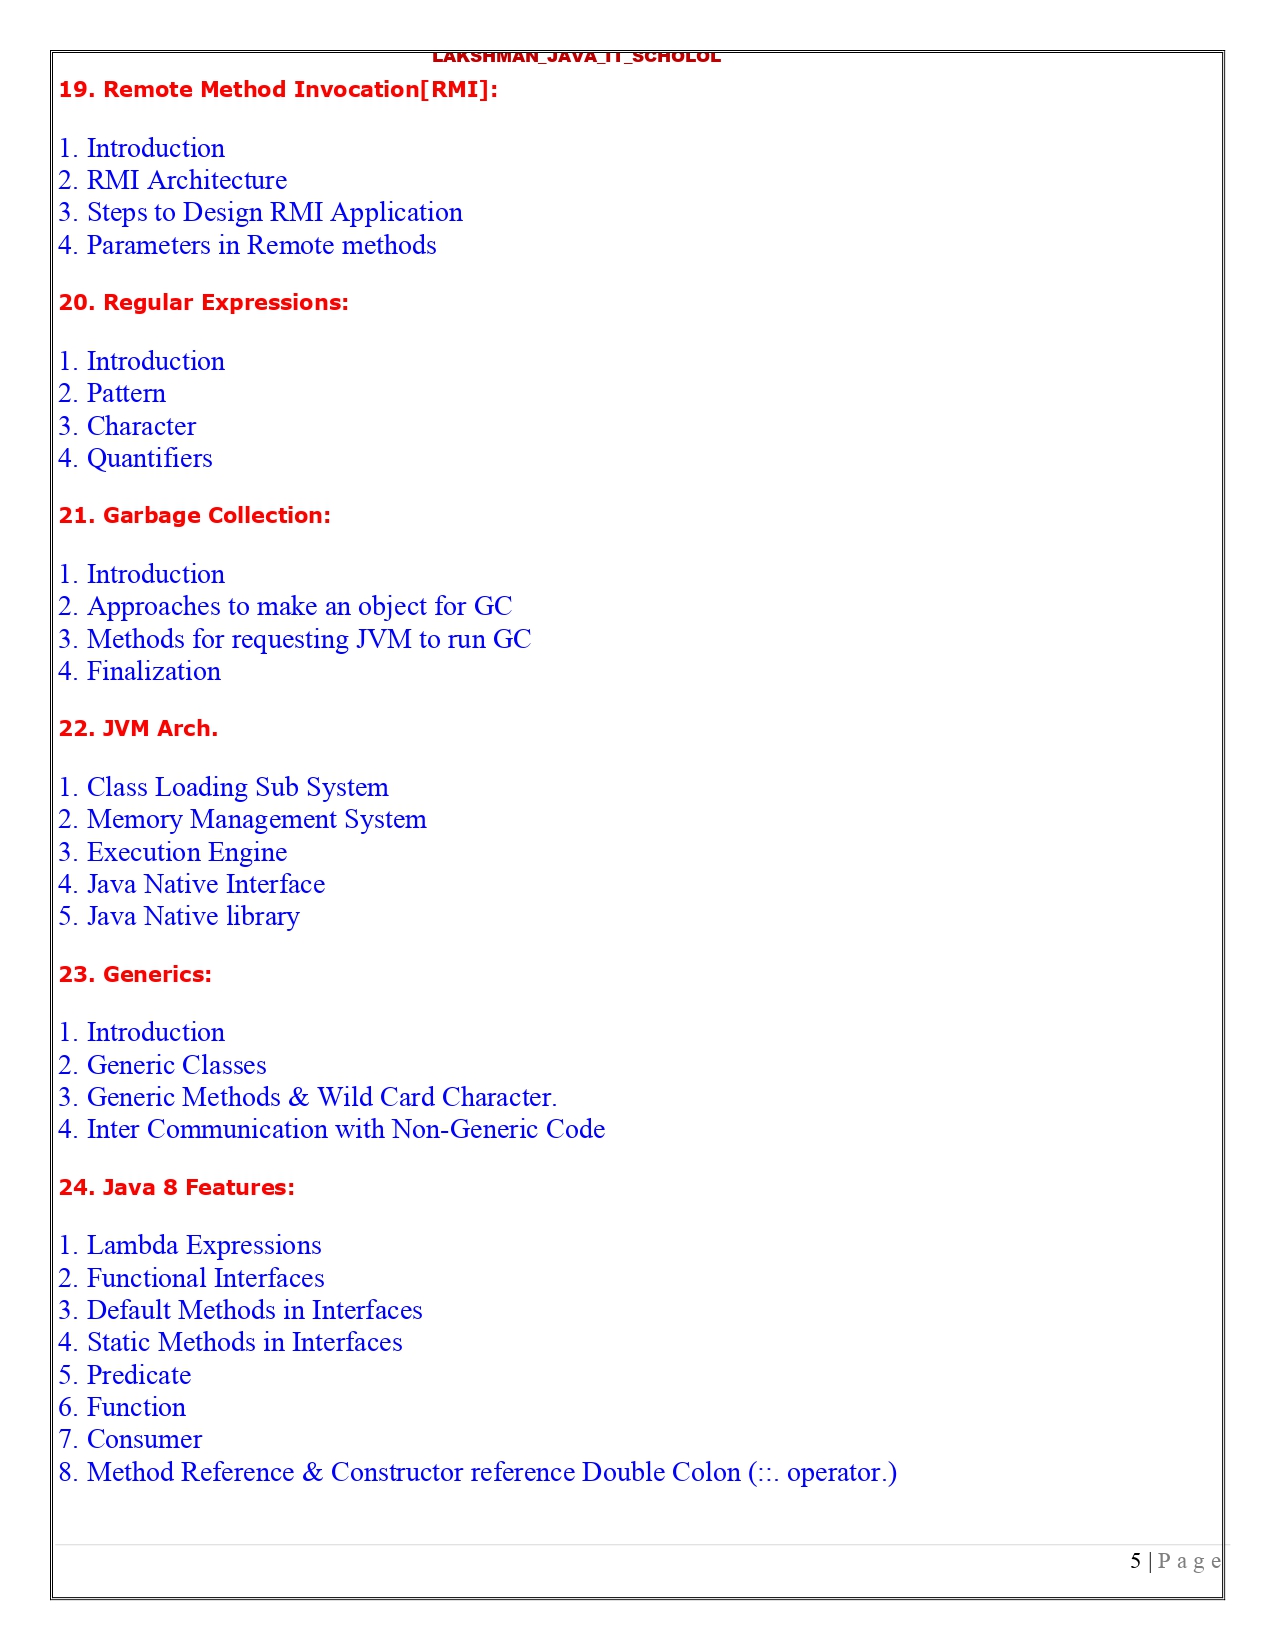 LAKSHMAN_JAVA_IT_SCHOLOL
19. Remote Method Invocation[RMI]:
1. Introduction
2. RMI Architecture
3. Steps to Design RMI Application
4. Parameters in Remote methods
20. Regular Expressions:
1. Introduction
2. Pattern
3. Character
4. Quantifiers
21. Garbage Collection:
1. Introduction
2. Approaches to make an object for GC
3. Methods for requesting JVM to run GC
4. Finalization
22. JVM Arch.
1. Class Loading Sub System
2. Memory Management System
3. Execution Engine
4. Java Native Interface
5. Java Native library
23. Generics:
1. Introduction
2. Generic Classes
3. Generic Methods & Wild Card Character.
4. Inter Communication with Non-Generic Code
24. Java 8 Features:
1. Lambda Expressions
2. Functional Interfaces
3. Default Methods in Interfaces
4. Static Methods in Interfaces
5. Predicate
6. Function
7. Consumer
8. Method Reference & Constructor reference Double Colon (::. operator.)
5 | P a g e